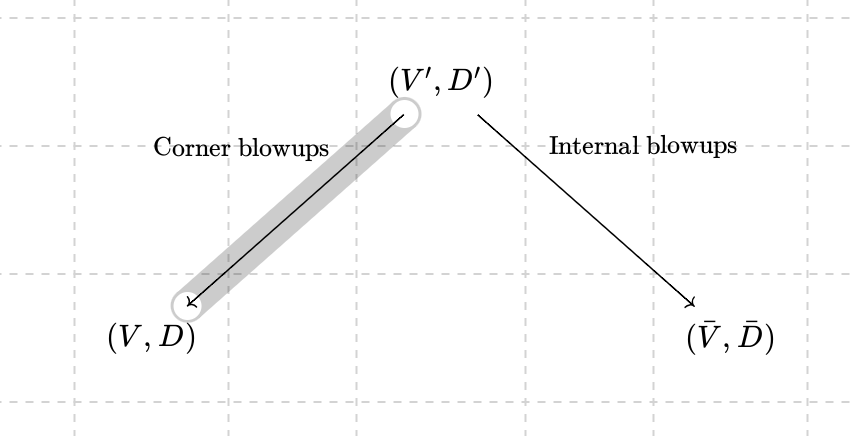 (V′, D′)
Corner blowups
Internal blowups
(V, D)
(V̄, D̄)